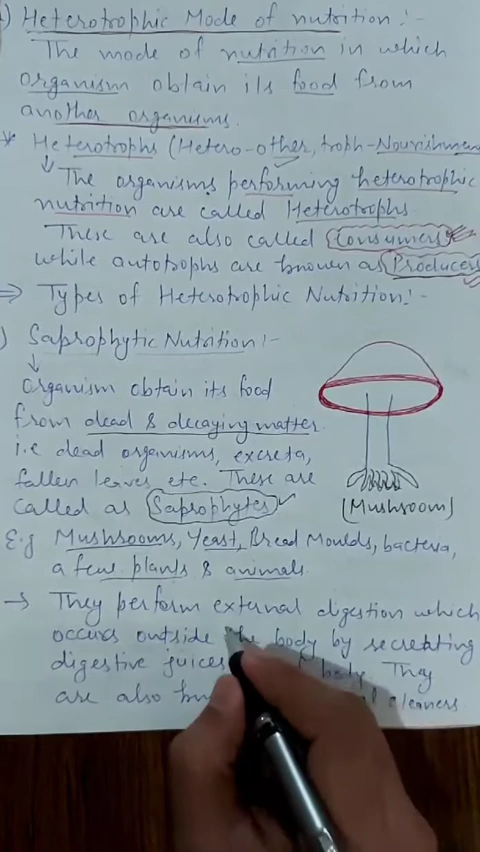 ) Heterotrophic Mode of nutrition :-
The mode of nutrition in which
organism obtain its food from
another organisms.
* Heterotrophs (Hetero-other, troph-Nourishmen
The organisms performing heterotrophic
nutrition are called Heterotrophs.
These are also called Consumers
while autotrophs are known as Producers
⇒ Types of Heterotrophic Nutrition :-
) Saprophytic Nutrition :-
organism obtain its food
from dead & decaying matter
i.e dead organisms, excreta,
fallen leaves etc. These are
called as Saprophytes
(Mushroom)
E.g Mushrooms, Yeast, Bread Moulds, bacteria,
a few plants & animals
→ They perform external digestion which
occurs outside the body by secreating
digestive juices body. They
are also cleaners